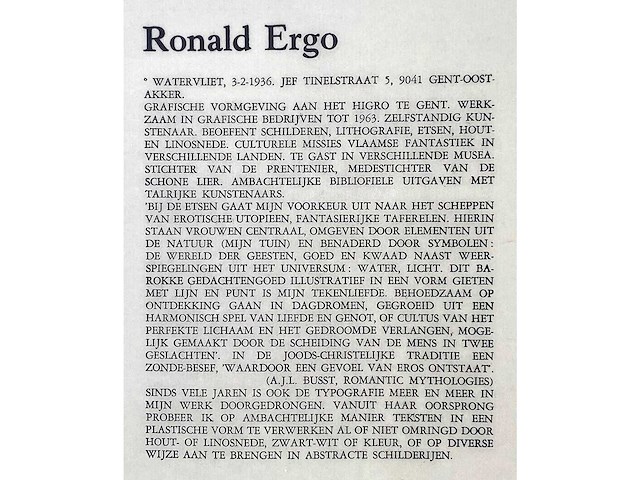 Ronald Ergo
° WATERVLIET, 3-2-1936. JEF TINELSTRAAT 5, 9041 GENT-OOST-
AKKER.
GRAFISCHE VORMGEVING AAN HET HIGRO TE GENT. WERK-
ZAAM IN GRAFISCHE BEDRIJVEN TOT 1963. ZELFSTANDIG KUN-
STENAAR. BEOEFENT SCHILDEREN, LITHOGRAFIE, ETSEN, HOUT-
EN LINOSNEDE. CULTURELE MISSIES VLAAMSE FANTASTIEK IN
VERSCHILLENDE LANDEN. TE GAST IN VERSCHILLENDE MUSEA.
STICHTER VAN DE PRENTENIER, MEDESTICHTER VAN DE
SCHONE LIER. AMBACHTELIJKE BIBLIOFIELE UITGAVEN MET
TALRIJKE KUNSTENAARS.
'BIJ DE ETSEN GAAT MIJN VOORKEUR UIT NAAR HET SCHEPPEN
VAN EROTISCHE UTOPIEEN, FANTASIERIJKE TAFERELEN. HIERIN
STAAN VROUWEN CENTRAAL, OMGEVEN DOOR ELEMENTEN UIT
DE NATUUR (MIJN TUIN) EN BENADERD DOOR SYMBOLEN :
DE WERELD DER GEESTEN, GOED EN KWAAD NAAST WEER-
SPIEGELINGEN UIT HET UNIVERSUM : WATER, LICHT. DIT BA-
ROKKE GEDACHTENGOED ILLUSTRATIEF IN EEN VORM GIETEN
MET LIJN EN PUNT IS MIJN TEKENLIEFDE. BEHOEDZAAM OP
ONTDEKKING GAAN IN DAGDROMEN, GEGROEID UIT EEN
HARMONISCH SPEL VAN LIEFDE EN GENOT, OF CULTUS VAN HET
PERFEKTE LICHAAM EN HET GEDROOMDE VERLANGEN, MOGE-
LIJK GEMAAKT DOOR DE SCHEIDING VAN DE MENS IN TWEE
GESLACHTEN'. IN DE JOODS-CHRISTELIJKE TRADITIE EEN
ZONDE-BESEF, 'WAARDOOR EEN GEVOEL VAN EROS ONTSTAAT'.
(A.J.L. BUSST, ROMANTIC MYTHOLOGIES)
SINDS VELE JAREN IS OOK DE TYPOGRAFIE MEER EN MEER IN
MIJN WERK DOORGEDRONGEN. VANUIT HAAR OORSPRONG
PROBEER IK OP AMBACHTELIJKE MANIER TEKSTEN IN EEN
PLASTISCHE VORM TE VERWERKEN AL OF NIET OMRINGD DOOR
HOUT- OF LINOSNEDE, ZWART-WIT OF KLEUR, OF OP DIVERSE
WIJZE AAN TE BRENGEN IN ABSTRACTE SCHILDERIJEN.